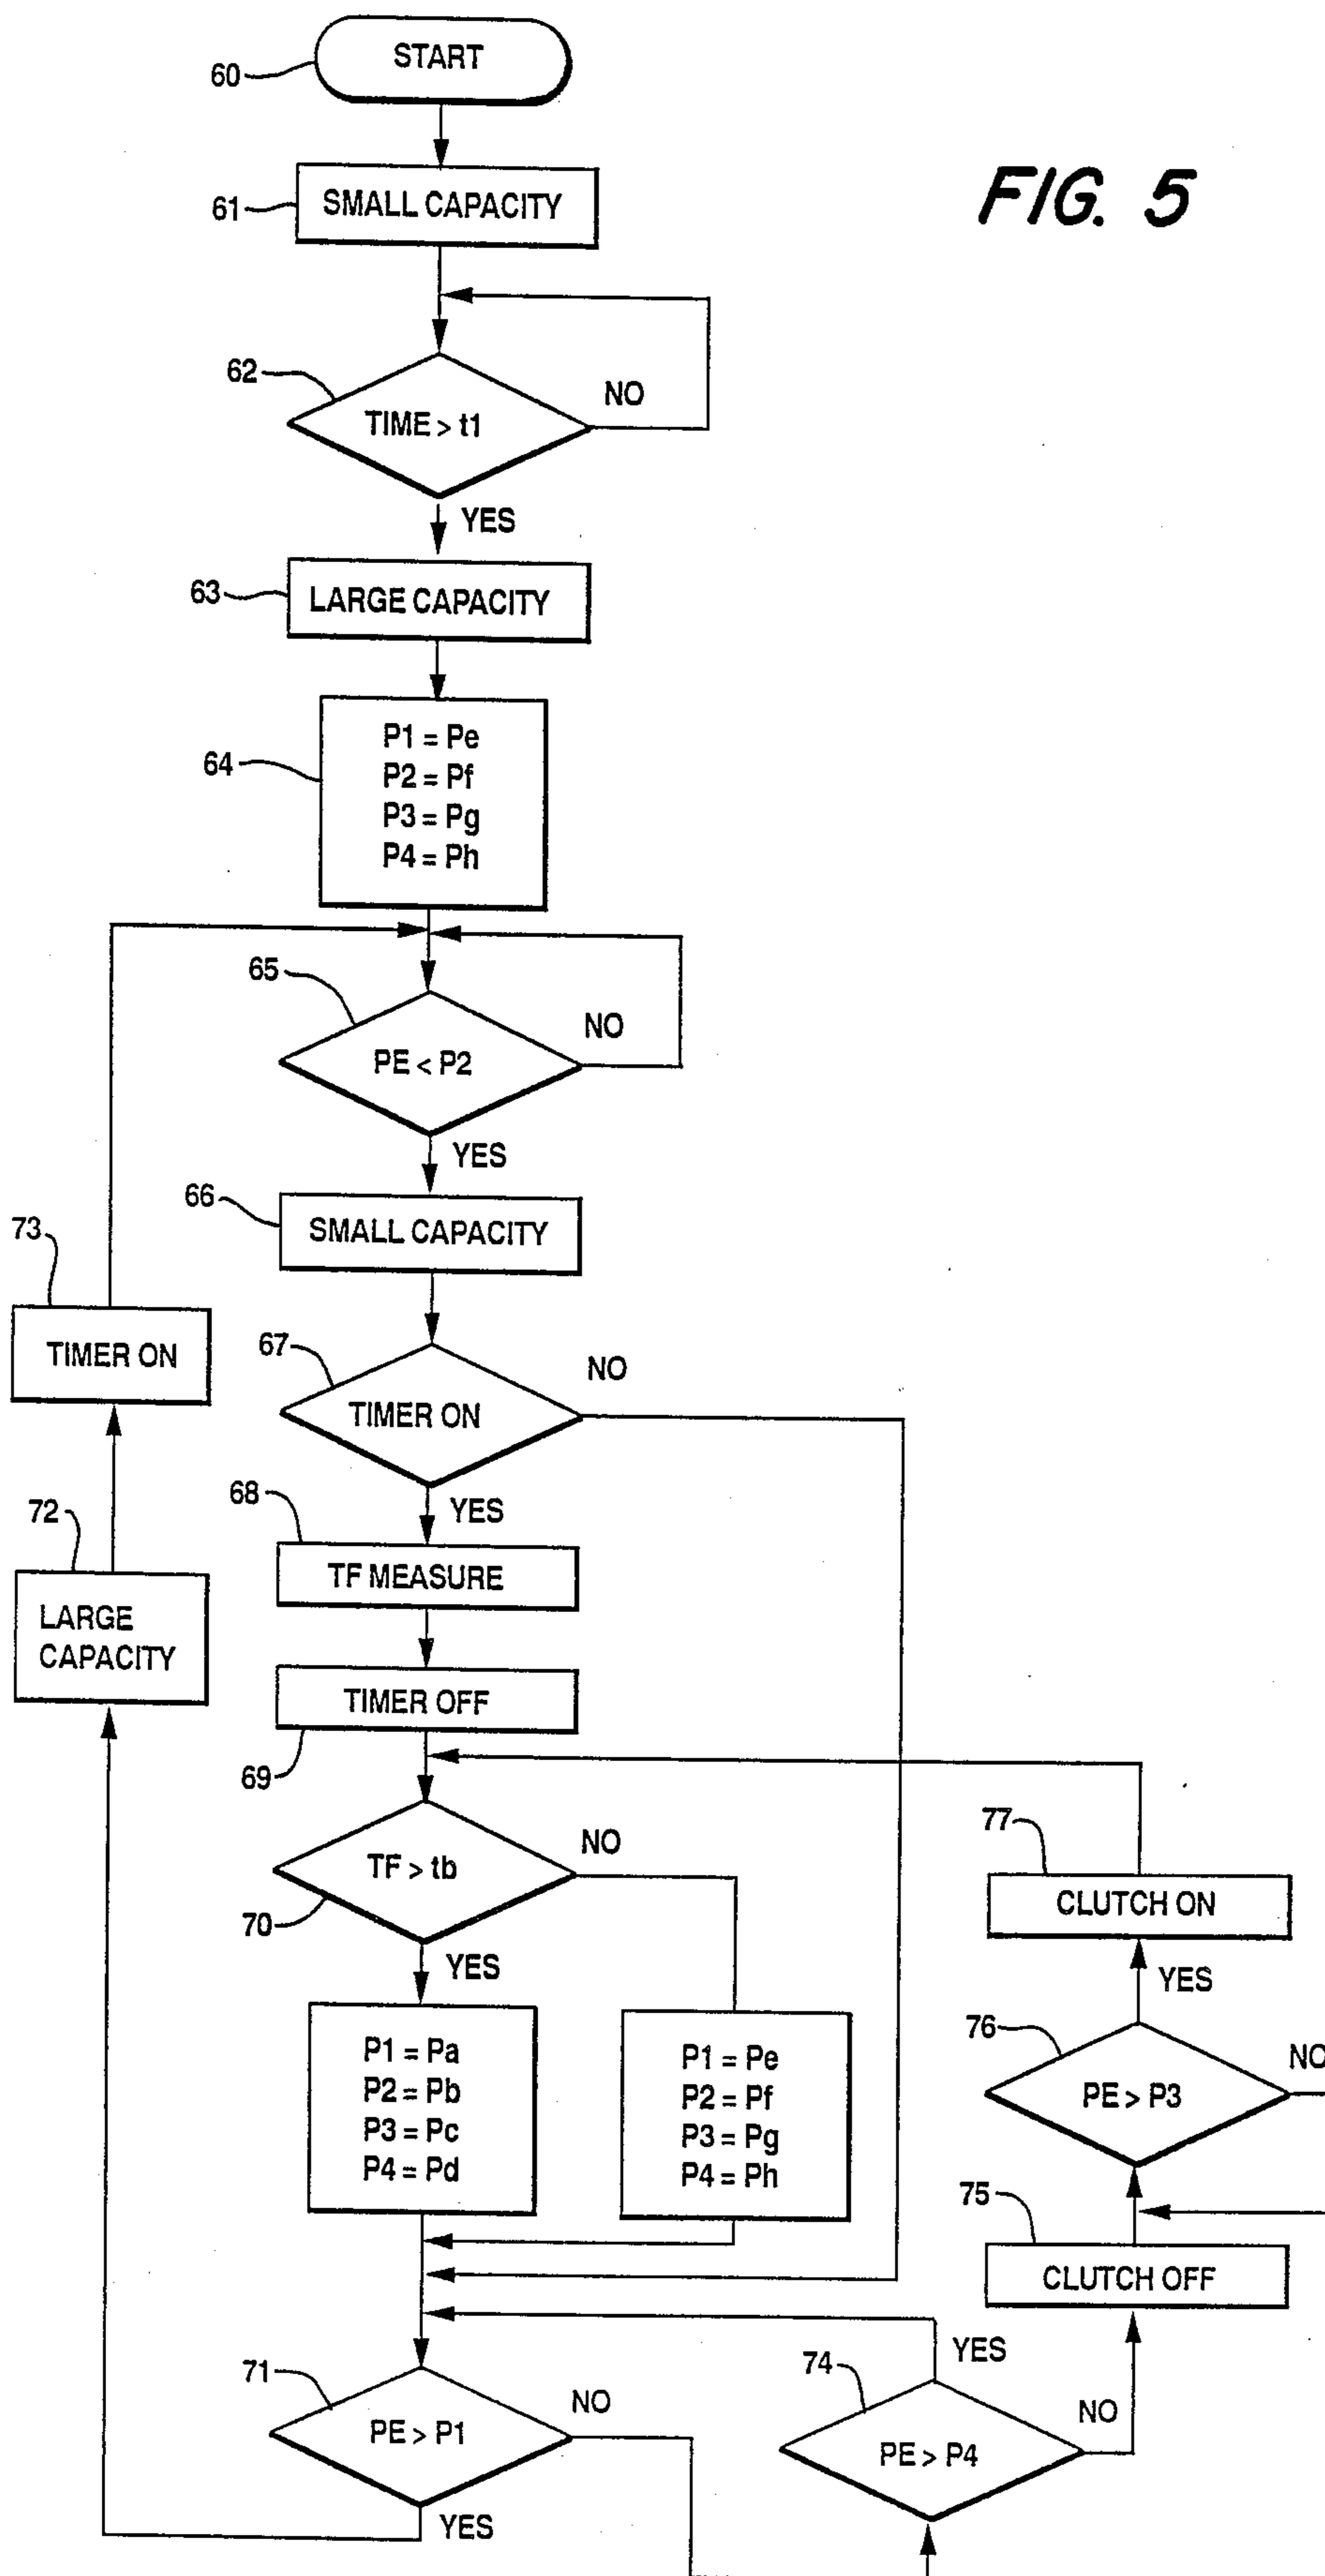 START
60
FIG. 5
SMALL CAPACITY
61
62
NO
TIME > t1
YES
63
LARGE CAPACITY
P1 = Pe
P2 = Pf
P3 = Pg
P4 = Ph
64
65
NO
PE < P2
YES
66
SMALL CAPACITY
73
TIMER ON
67
NO
TIMER ON
68
YES
72
TF MEASURE
LARGE
CAPACITY
TIMER OFF
69
77
NO
TF > tb
CLUTCH ON
70
YES
YES
76
NO
P1 = Pa
P2 = Pb
P3 = Pc
P4 = Pd
P1 = Pe
P2 = Pf
P3 = Pg
P4 = Ph
PE > P3
75
CLUTCH OFF
71
NO
74
YES
NO
PE > P1
PE > P4
YES